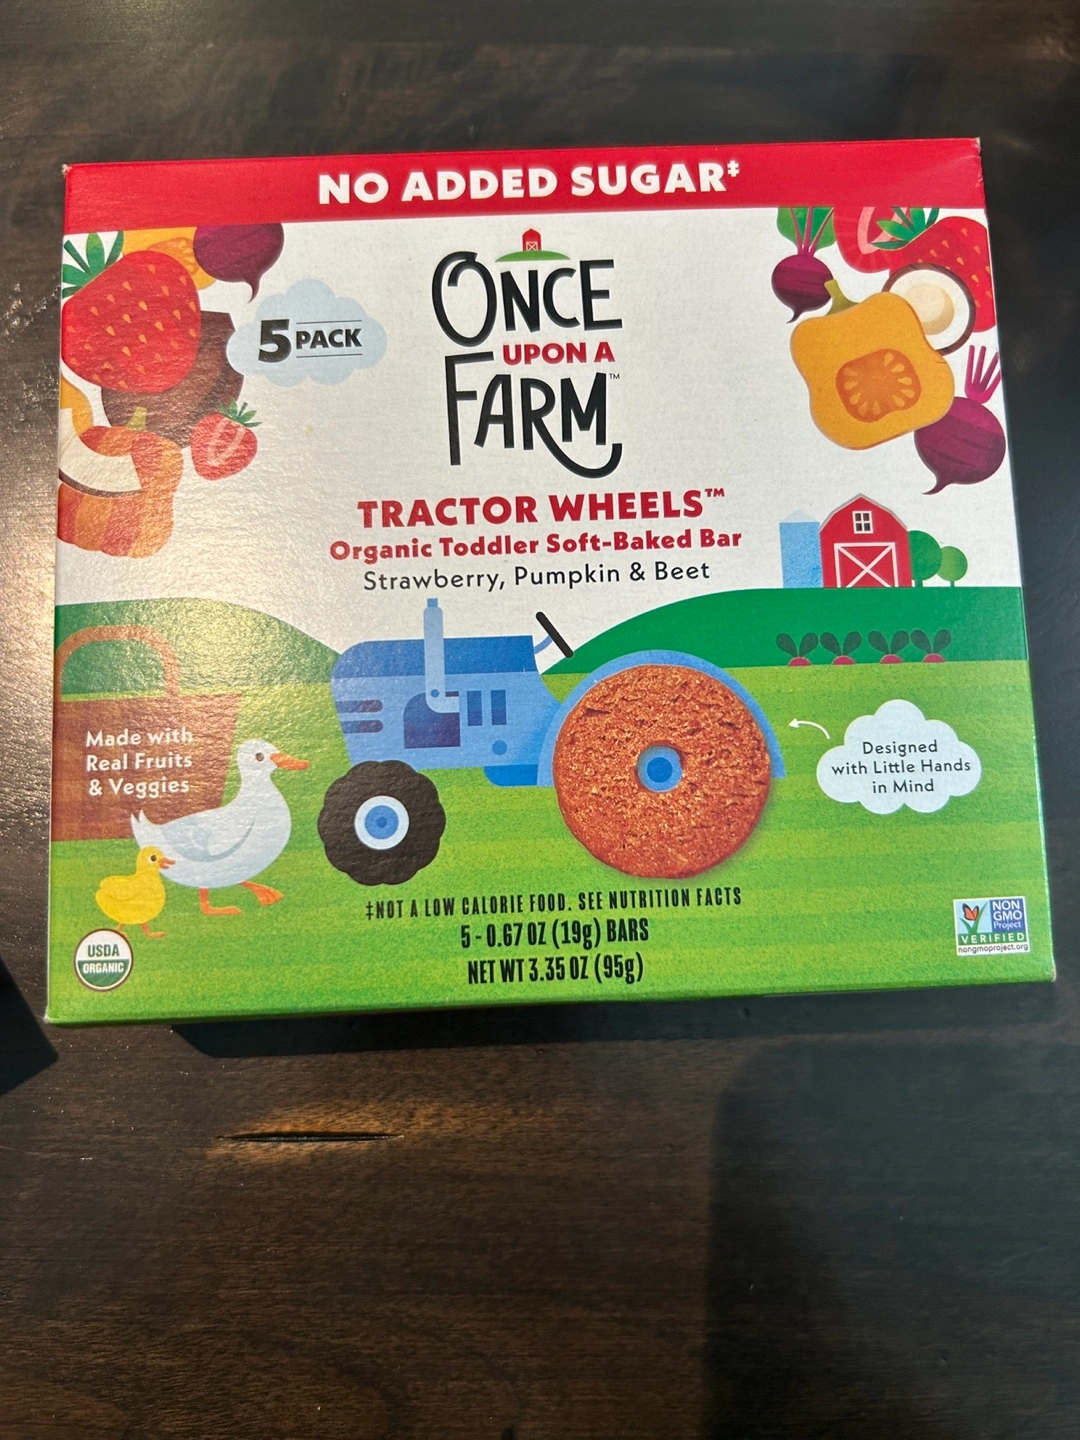 NO ADDED SUGAR‡
5 PACK
ONCE
UPON A
FARM™
TRACTOR WHEELS™
Organic Toddler Soft-Baked Bar
Strawberry, Pumpkin & Beet
Made with
Real Fruits
& Veggies
Designed
with Little Hands
in Mind
‡NOT A LOW CALORIE FOOD. SEE NUTRITION FACTS
5 - 0.67 OZ (19g) BARS
NET WT 3.35 OZ (95g)
USDA
ORGANIC
NON
GMO
Project
VERIFIED
nongmoproject.org